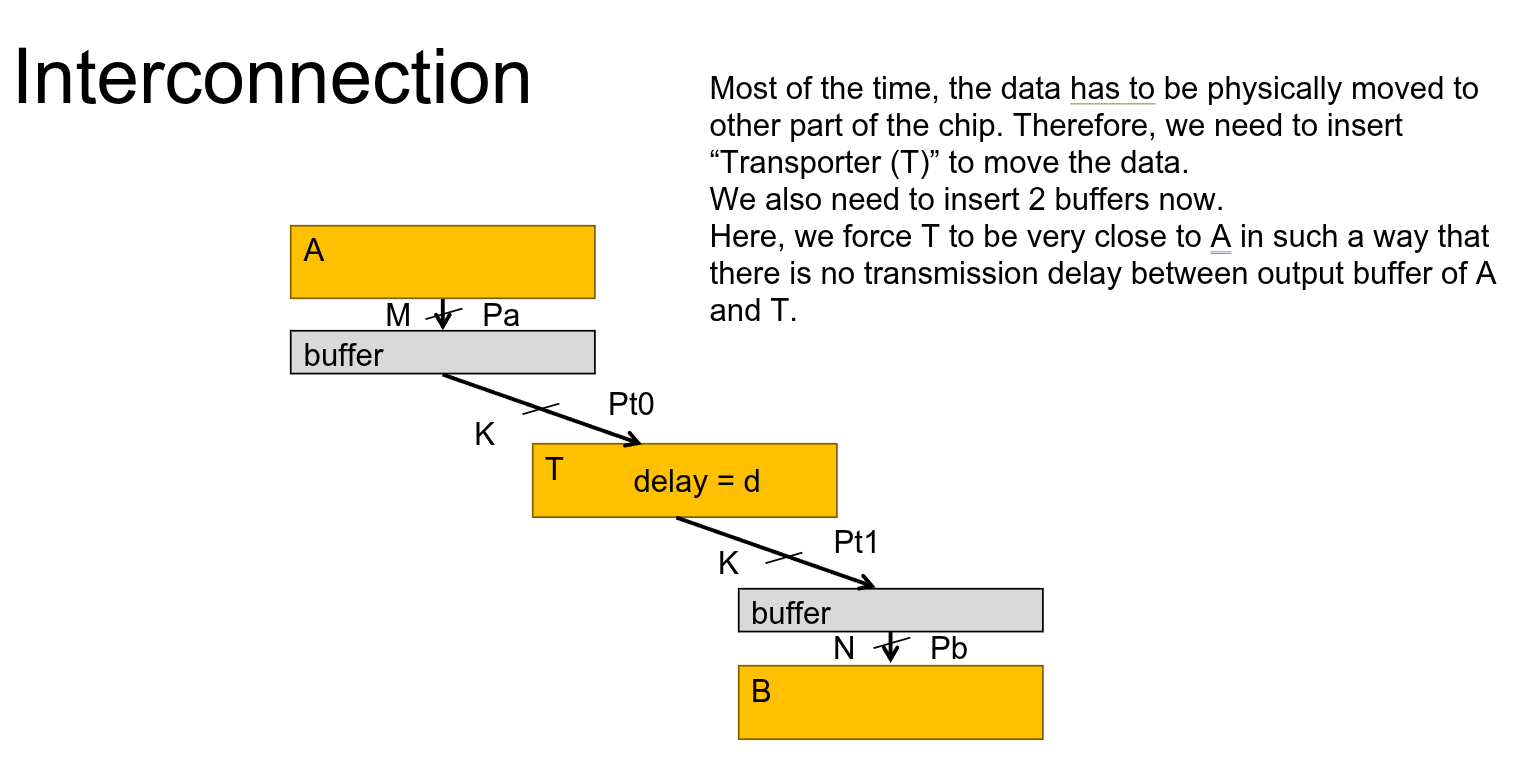 Interconnection
Most of the time, the data has to be physically moved to
other part of the chip. Therefore, we need to insert
“Transporter (T)” to move the data.
We also need to insert 2 buffers now.
Here, we force T to be very close to A in such a way that
there is no transmission delay between output buffer of A
and T.
A
M Pa
buffer
Pt0
K
T delay = d
Pt1
K
buffer
N Pb
B